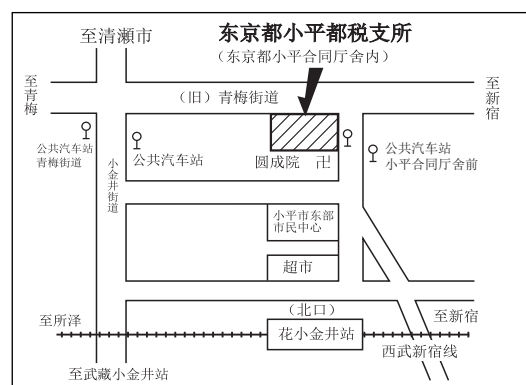 至清瀬市
东京都小平都税支所
(东京都小平合同厅舍内)
至青梅
(旧)青梅街道
至新宿
公共汽车站
青梅街道
小金井街道
公共汽车站
圆成院 卍
公共汽车站
小平合同厅舍前
小平市东部
市民中心
超市
(北口)
至所泽
花小金井站
至新宿
西武新宿线
至武藏小金井站